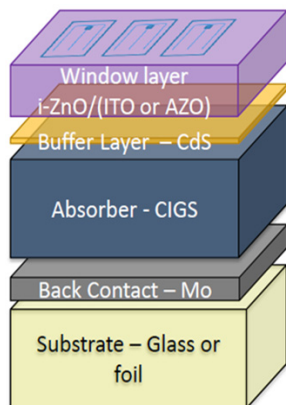 Window layer
i-ZnO/(ITO or AZO)
Buffer Layer – CdS
Absorber - CIGS
Back Contact – Mo
Substrate – Glass or
foil